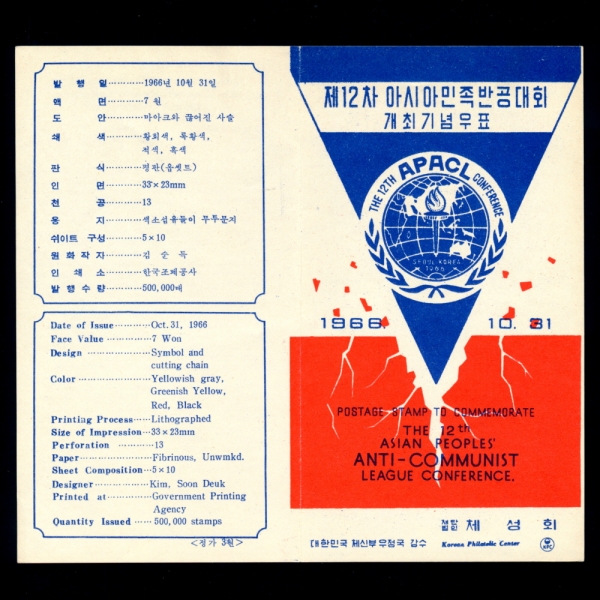 발 행 일············1966년 10월 31일
액 면············7 원
도 안············마아크와 끊어진 사슬
쇄 색············황회색, 록황색,
적색, 흑색
판 식············평판(옵셋트)
인 면············33×23mm
천 공············13
용 지············색소섬유들이 무투문지
쉬이트 구성············5×10
원 화 작 자············김 순 득
인 쇄 소············한국조폐공사
발 행 수 량············500,000매
Date of Issue············Oct. 31, 1966
Face Value············7 Won
Design············Symbol and
cutting chain
Color············Yellowish gray,
Greenish Yellow,
Red, Black
Printing Process······Lithographed
Size of Impression···33×23mm
Perforation············13
Paper············Fibrinous, Unwmkd.
Sheet Composition···5×10
Designer············Kim, Soon Deuk
Printed at············Government Printing
Agency
Quantity Issued ······500,000 stamps
<정가 3원>
제12차 아시아민족반공대회
개최기념우표
THE 12TH APACL CONFERENCE
SEOUL KOREA
1966
1966. 10. 31
POSTAGE STAMP TO COMMEMORATE
THE 12th
ASIAN PEOPLES'
ANTI-COMMUNIST
LEAGUE CONFERENCE.
체 성 회
대한민국 체신부우정국 감수 Korean Philatelic Center KPC